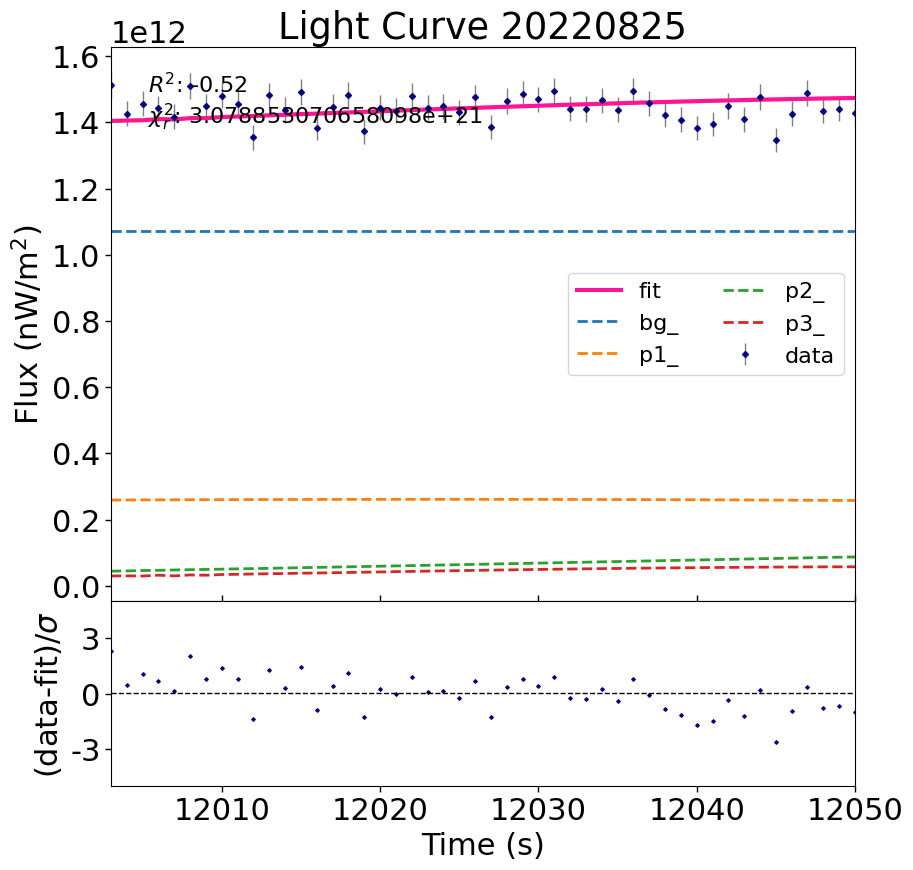 Light Curve 20220825
1e12
R²: -0.52
χ²ᵣ: 3.078853070658098e+21
1.6
1.4
1.2
1.0
0.8
0.6
0.4
0.2
0.0
Flux (nW/m²)
fit
bg_
p1_
p2_
p3_
data
3
0
-3
(data-fit)/σ
12010 12020 12030 12040 12050
Time (s)